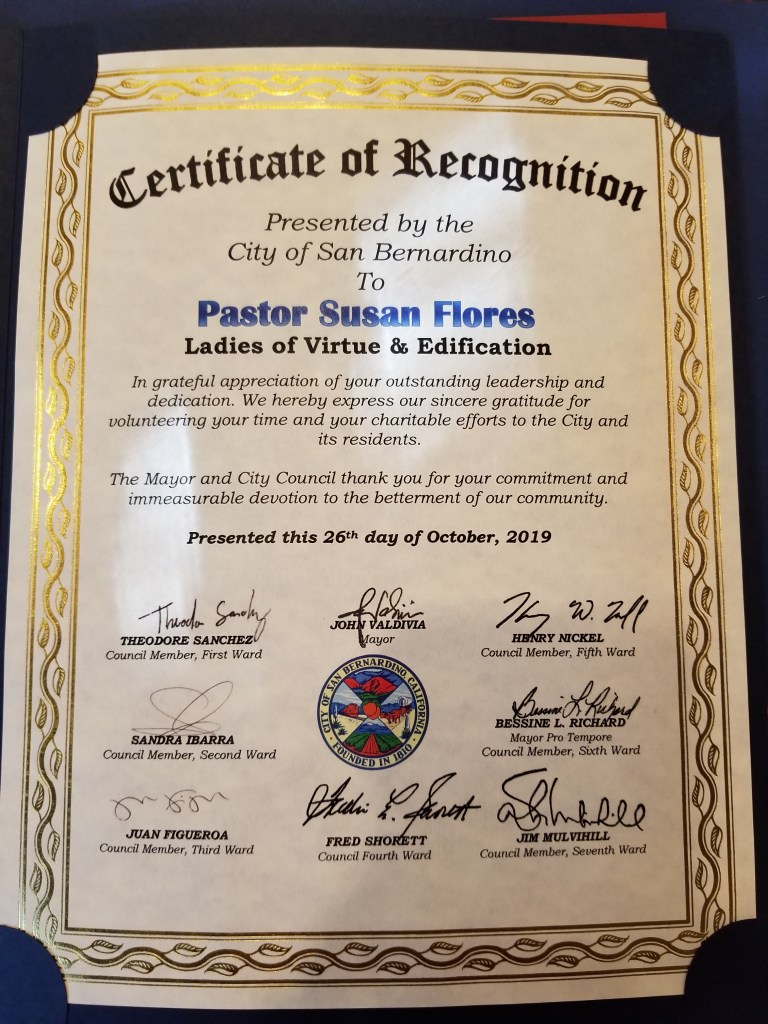 Certificate of Recognition
Presented by the
City of San Bernardino
To
Pastor Susan Flores
Ladies of Virtue & Edification
In grateful appreciation of your outstanding leadership and
dedication. We hereby express our sincere gratitude for
volunteering your time and your charitable efforts to the City and
its residents.
The Mayor and City Council thank you for your commitment and
immeasurable devotion to the betterment of our community.
Presented this 26th day of October, 2019
THEODORE SANCHEZ
Council Member, First Ward
JOHN VALDIVIA
Mayor
HENRY NICKEL
Council Member, Fifth Ward
SANDRA IBARRA
Council Member, Second Ward
CITY OF SAN BERNARDINO, CALIFORNIA
FOUNDED IN 1810
BESSINE L. RICHARD
Mayor Pro Tempore
Council Member, Sixth Ward
JUAN FIGUEROA
Council Member, Third Ward
FRED SHORETT
Council Fourth Ward
JIM MULVIHILL
Council Member, Seventh Ward